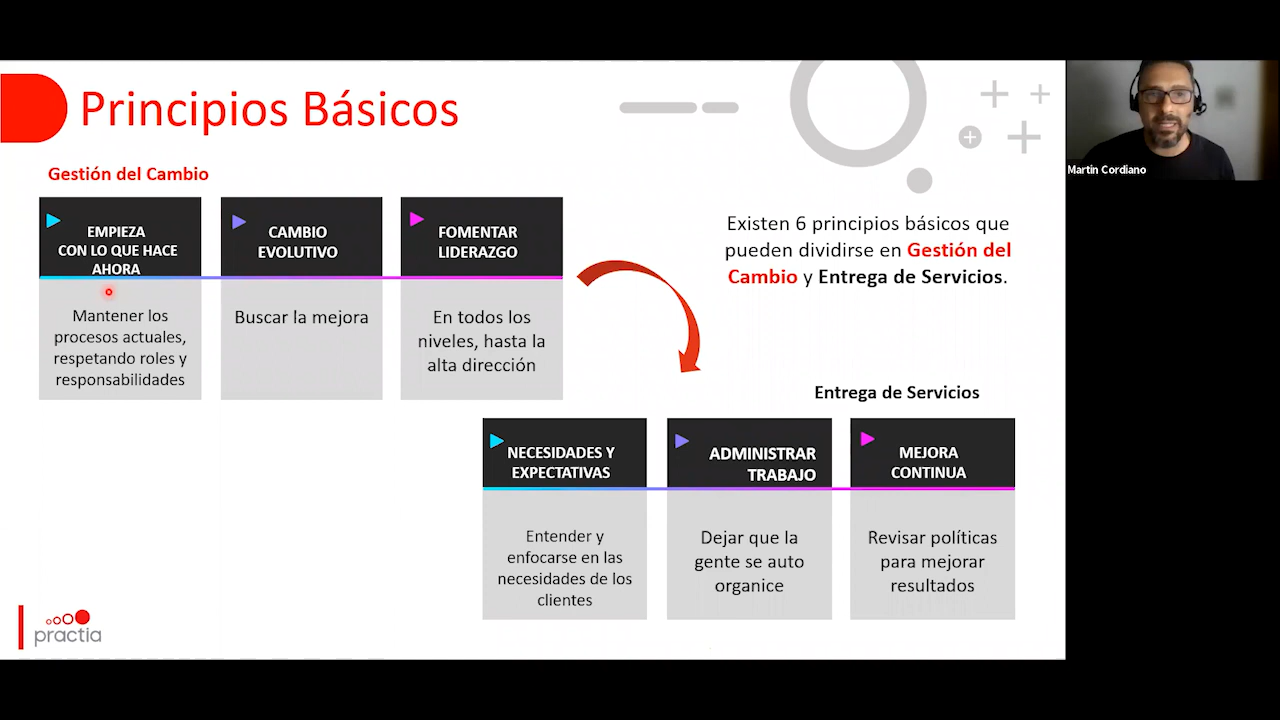 Principios Básicos
Gestión del Cambio
EMPIEZA
CON LO QUE HACE
AHORA
Mantener los
procesos actuales,
respetando roles y
responsabilidades
CAMBIO
EVOLUTIVO
Buscar la mejora
FOMENTAR
LIDERAZGO
En todos los
niveles, hasta la
alta dirección
Existen 6 principios básicos que
pueden dividirse en Gestión del
Cambio y Entrega de Servicios.
Entrega de Servicios
NECESIDADES Y
EXPECTATIVAS
Entender y
enfocarse en las
necesidades de los
clientes
ADMINISTRAR
TRABAJO
Dejar que la
gente se auto
organice
MEJORA
CONTINUA
Revisar políticas
para mejorar
resultados
practia
Martin Cordiano